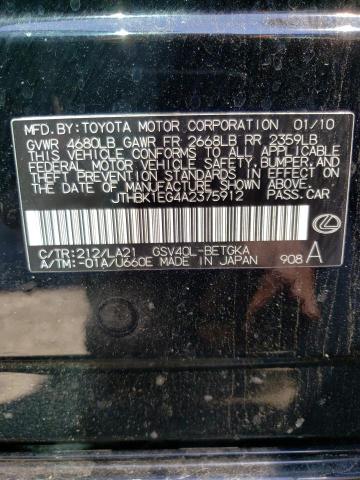 MFD.BY:TOYOTA MOTOR CORPORATION 01/10
GVWR 4680LB GAWR FR 2668LB RR 2359LB
THIS VEHICLE CONFORMS TO ALL APPLICABLE
FEDERAL MOTOR VEHICLE SAFETY, BUMPER, AND
THEFT PREVENTION STANDARDS IN EFFECT ON THE DATE OF
MANUFACTURE SHOWN ABOVE.
JTHBK1EG4A2375912 PASS.CAR
C/TR:212/LA21 GSV40L-BETGKA
A/TM:-01A/U660E MADE IN JAPAN 908 A